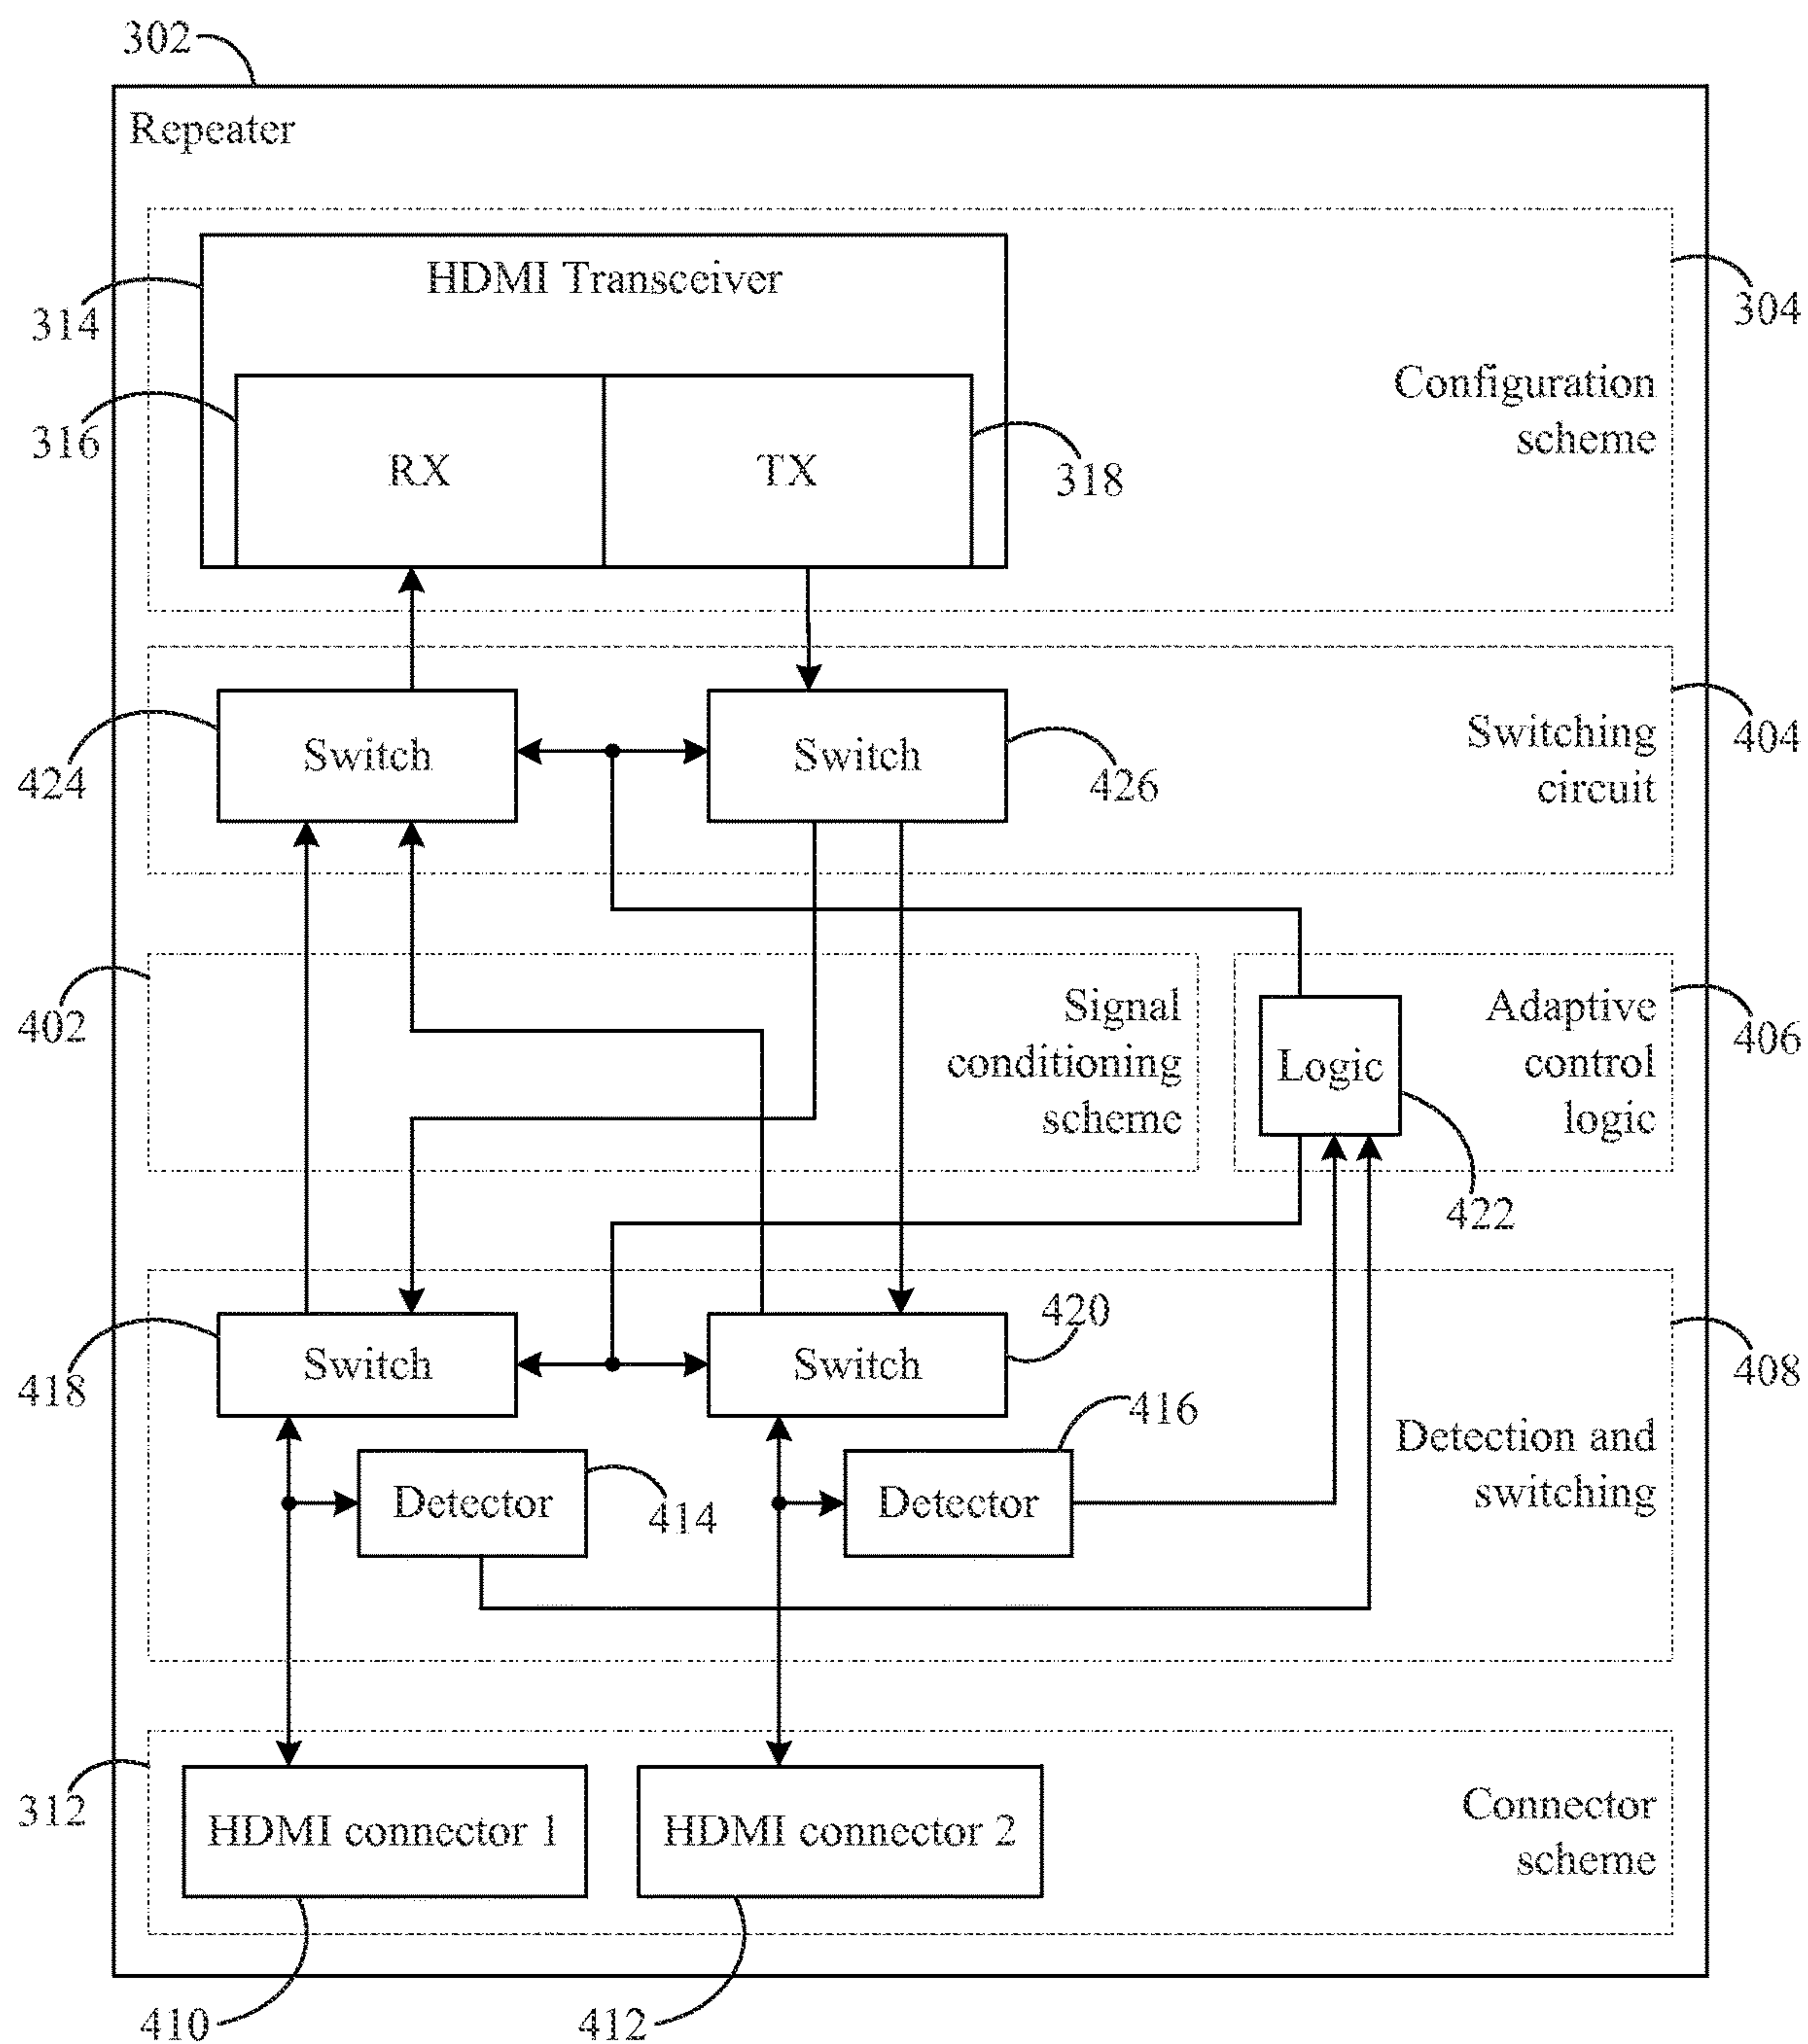 302
Repeater
HDMI Transceiver
314
304
Configuration
scheme
316
RX
TX
318
Switch
Switch
424
426
Switching
circuit
404
402
Signal
conditioning
scheme
Logic
Adaptive
control
logic
406
422
420
Switch
Switch
418
408
416
Detector
414
Detector
Detection and
switching
312
HDMI connector 1
HDMI connector 2
Connector
scheme
410
412